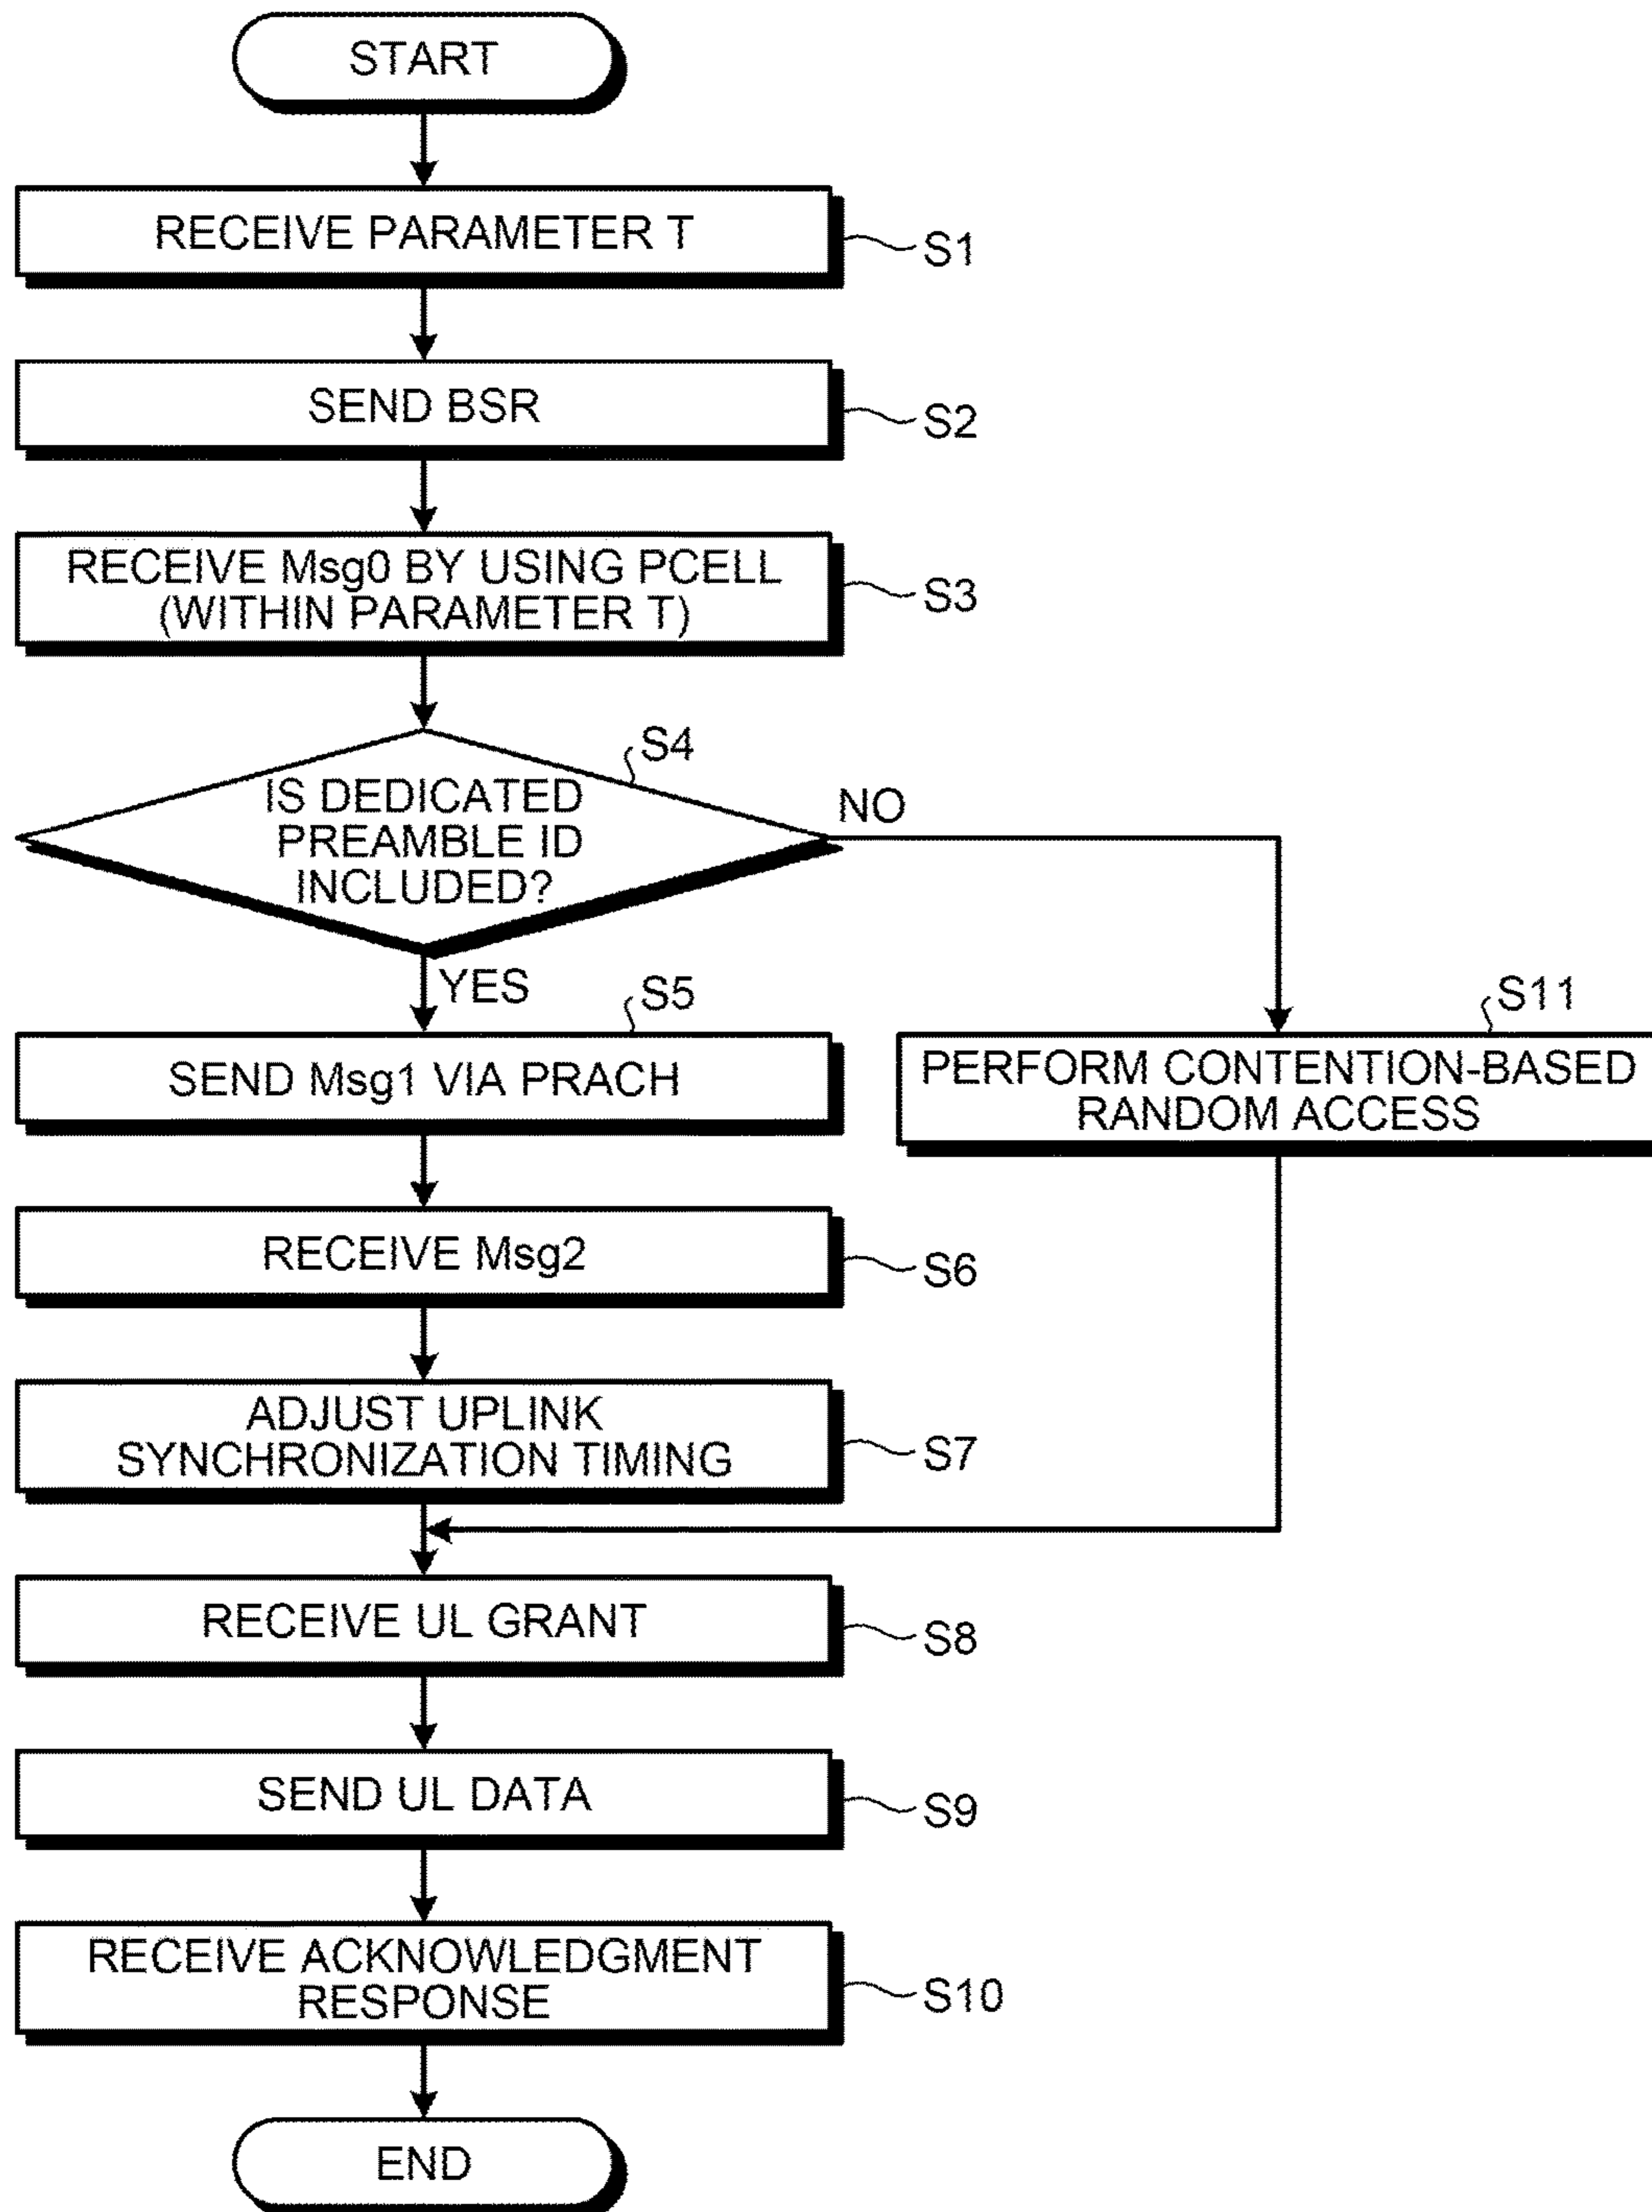 START
RECEIVE PARAMETER T
S1
SEND BSR
S2
RECEIVE Msg0 BY USING PCELL
(WITHIN PARAMETER T)
S3
S4
IS DEDICATED
PREAMBLE ID
INCLUDED?
NO
YES
S5
SEND Msg1 VIA PRACH
S11
PERFORM CONTENTION-BASED
RANDOM ACCESS
RECEIVE Msg2
S6
ADJUST UPLINK
SYNCHRONIZATION TIMING
S7
RECEIVE UL GRANT
S8
SEND UL DATA
S9
RECEIVE ACKNOWLEDGMENT
RESPONSE
S10
END